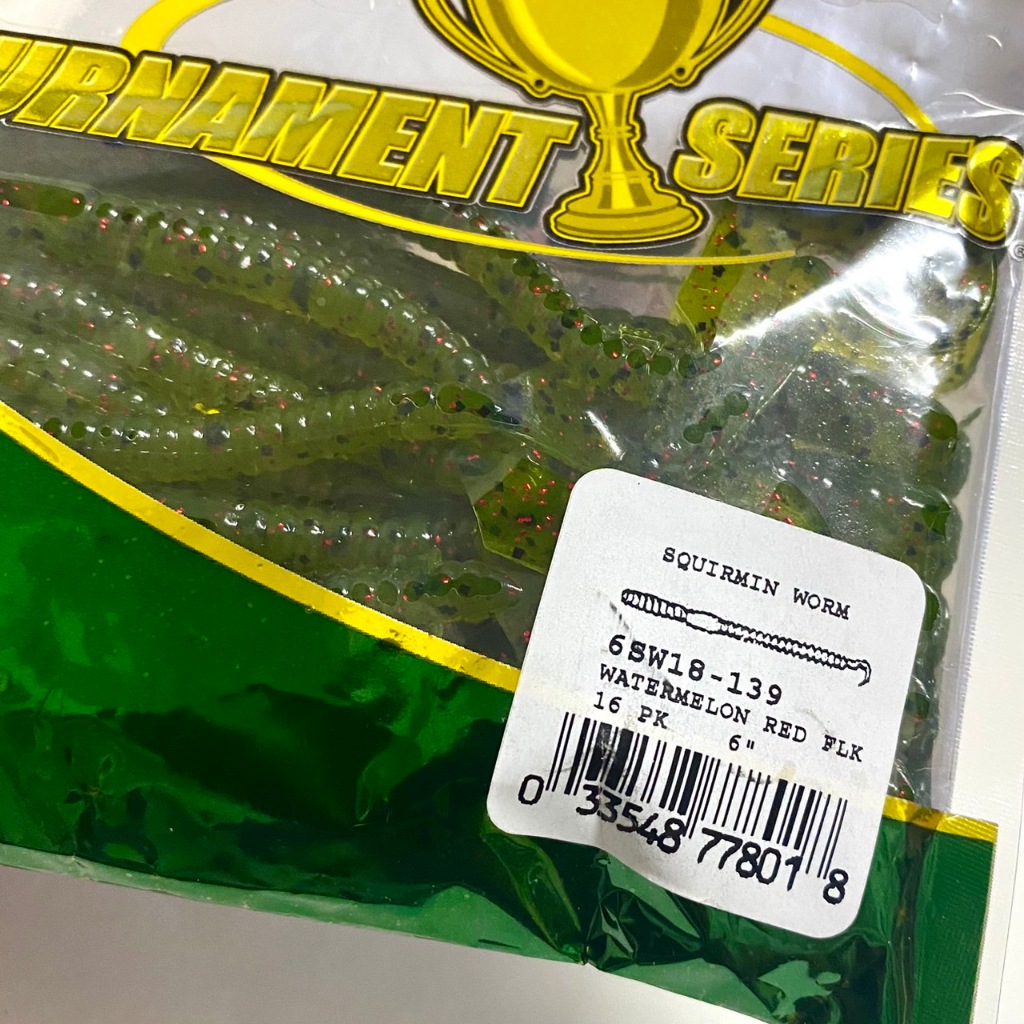 URNAMENT SERIES®
SQUIRMIN WORM
6SW18-139
WATERMELON RED FLK
16 PK 6"
0 33548 77801 8